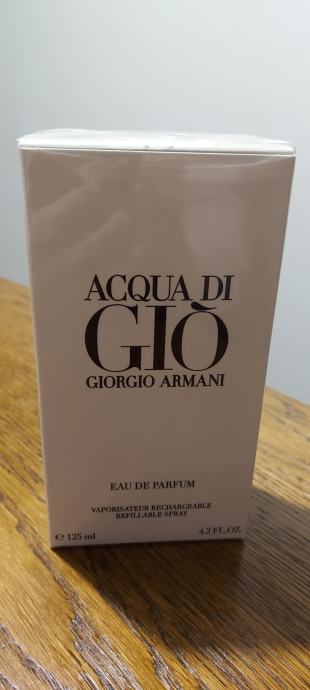 ACQUA DI
GIÒ
GIORGIO ARMANI
EAU DE PARFUM
VAPORISATEUR RECHARGEABLE
REFILLABLE SPRAY
℮ 125 ml 4.2 FL.OZ.